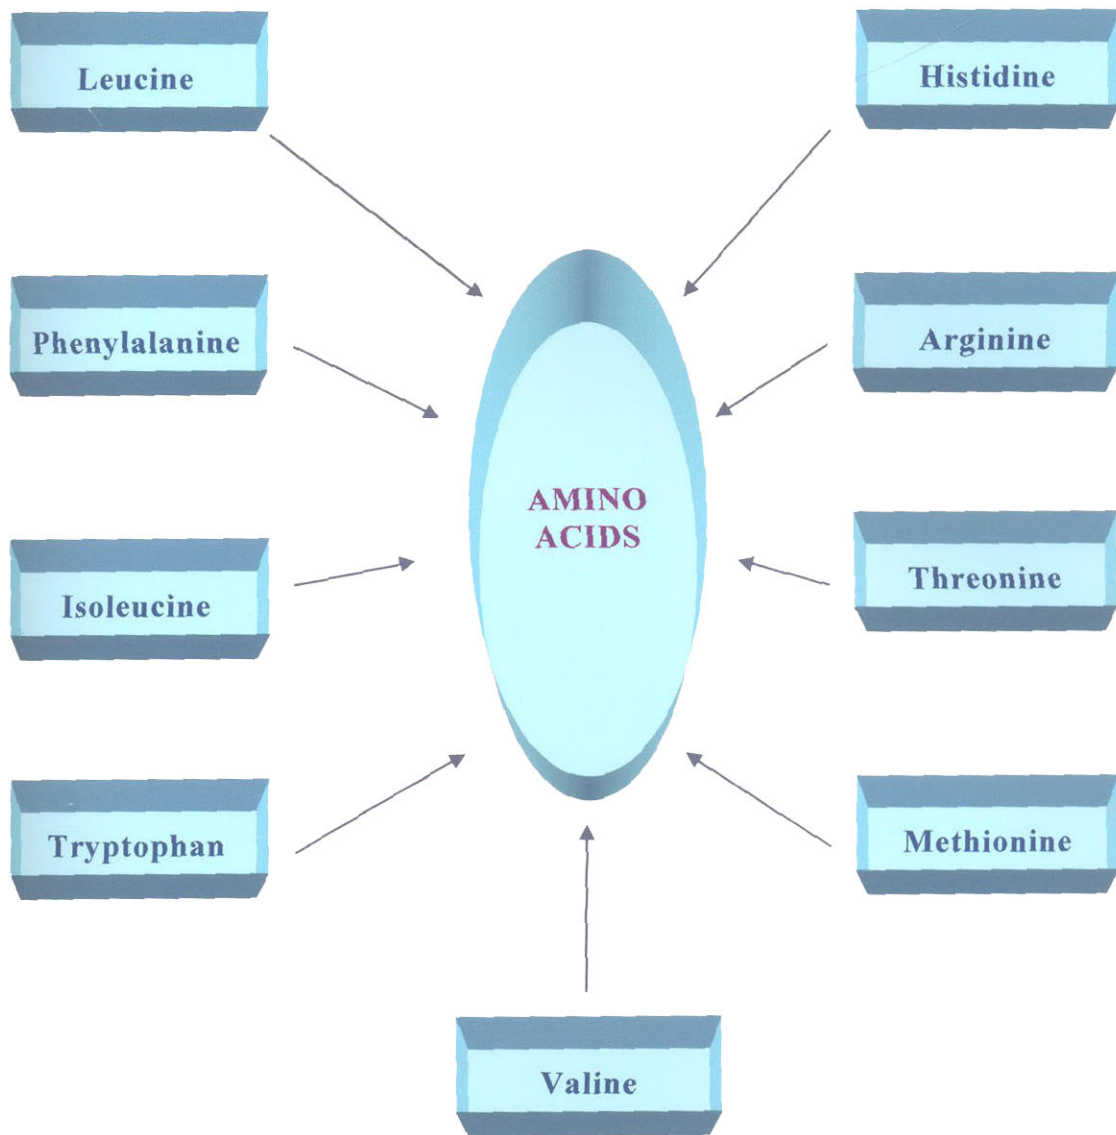 Leucine
Histidine
Phenylalanine
Arginine
AMINO
ACIDS
Isoleucine
Threonine
Tryptophan
Methionine
Valine